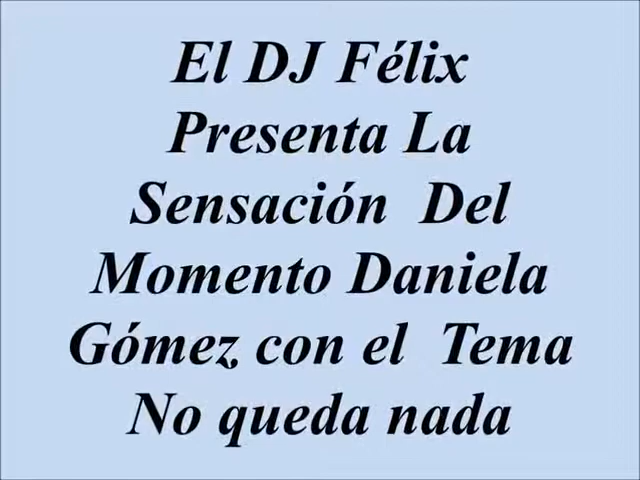 El DJ Félix
Presenta La
Sensación Del
Momento Daniela
Gómez con el Tema
No queda nada